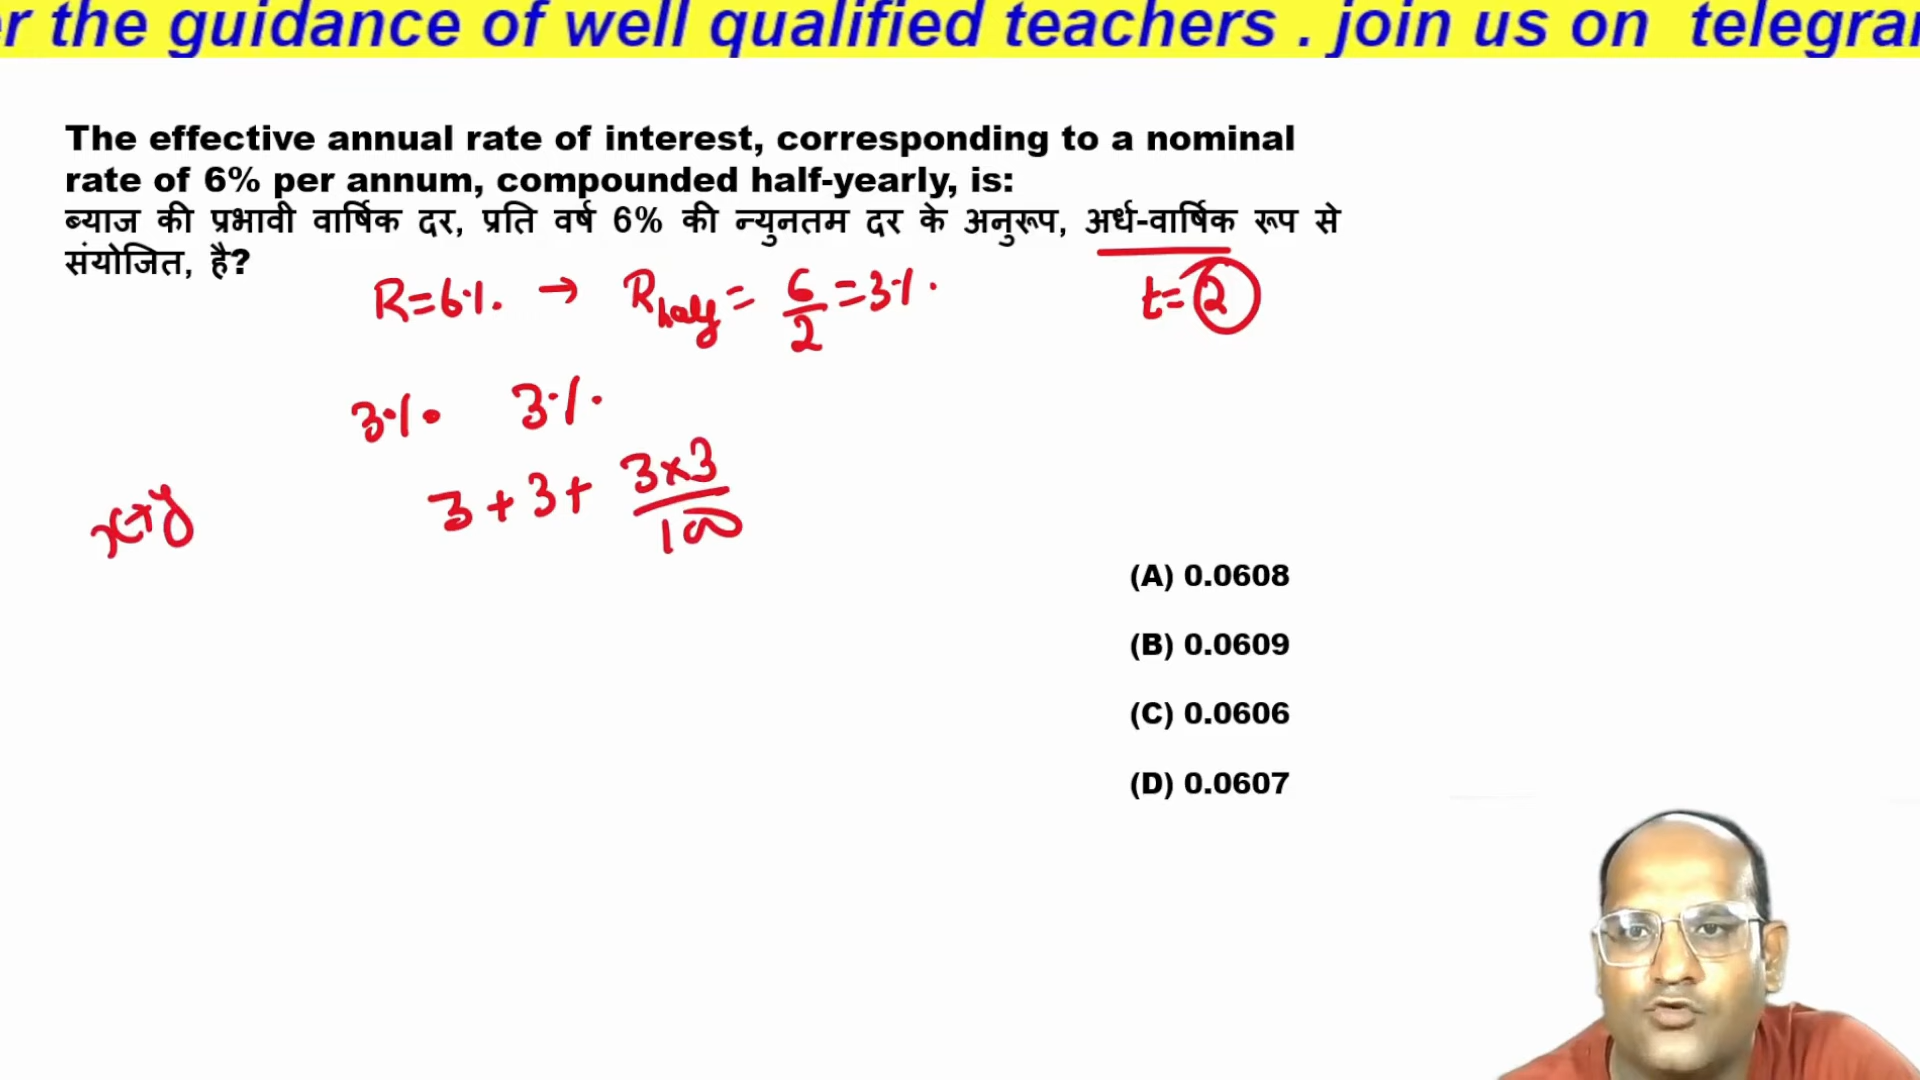 r the guidance of well qualified teachers . join us on telegra
The effective annual rate of interest, corresponding to a nominal
rate of 6% per annum, compounded half-yearly, is:
ब्याज की प्रभावी वार्षिक दर, प्रति वर्ष 6% की न्युनतम दर के अनुरूप, अर्ध-वार्षिक रूप से
संयोजित, है?
R=6% → R half = 6/2 = 3% t= 2
3% 3%
x+y 3 + 3 + 3×3/100
(A) 0.0608
(B) 0.0609
(C) 0.0606
(D) 0.0607